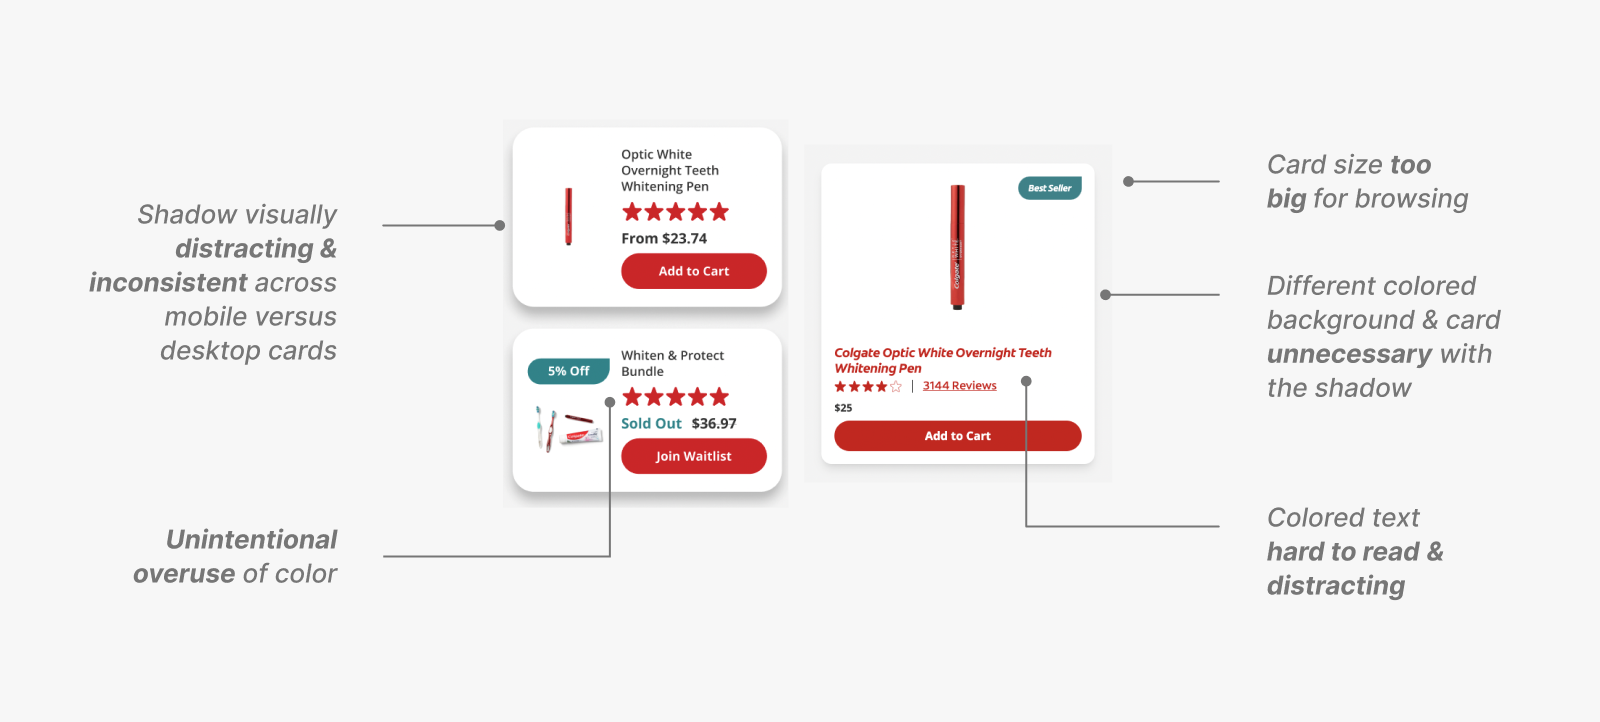 Shadow visually
distracting &
inconsistent across
mobile versus
desktop cards
Unintentional
overuse of color
Optic White
Overnight Teeth
Whitening Pen
From $23.74
Add to Cart
5% Off
Whiten & Protect
Bundle
Sold Out $36.97
Join Waitlist
Best Seller
Colgate
Colgate Optic White Overnight Teeth
Whitening Pen
3144 Reviews
$25
Add to Cart
Card size too
big for browsing
Different colored
background & card
unnecessary with
the shadow
Colored text
hard to read &
distracting